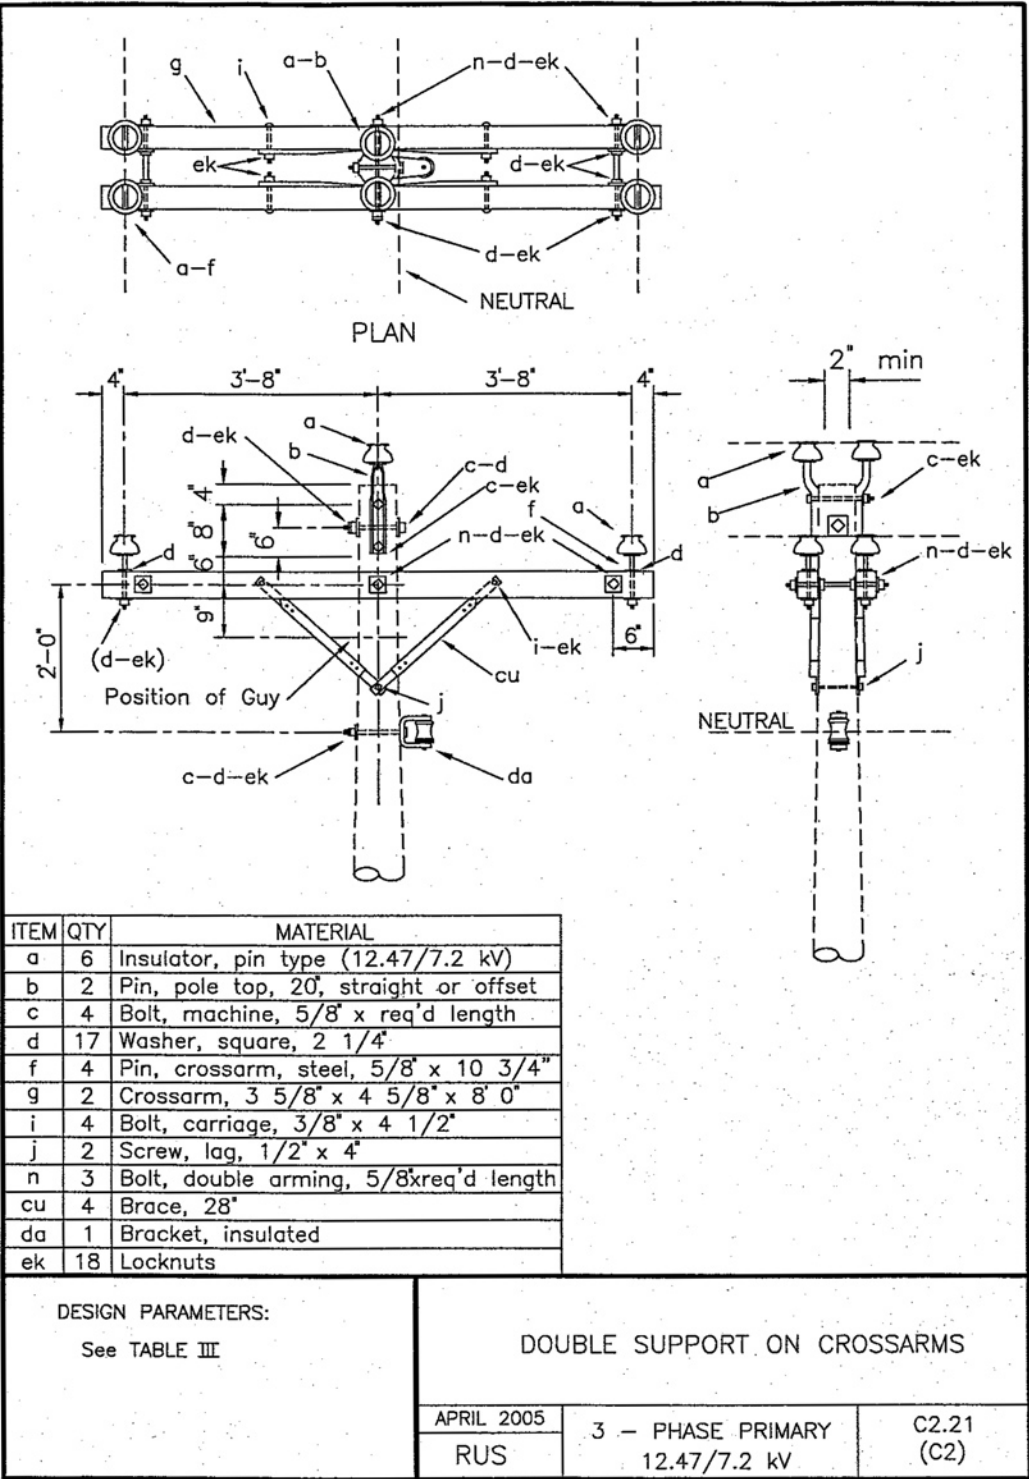 g
i
a-b
n-d-ek
ek
d-ek
a-f
d-ek
NEUTRAL
PLAN
4"
3'-8"
3'-8"
4"
2" min
d-ek
a
b
c-d
c-ek
f
a
n-d-ek
4"
8"
6"
6"
9"
d
d
2'-0"
(d-ek)
Position of Guy
i-ek
cu
6"
j
c-d-ek
da
a
b
c-ek
n-d-ek
j
NEUTRAL
ITEM QTY MATERIAL
a 6 Insulator, pin type (12.47/7.2 kV)
b 2 Pin, pole top, 20", straight or offset
c 4 Bolt, machine, 5/8" x req'd length
d 17 Washer, square, 2 1/4"
f 4 Pin, crossarm, steel, 5/8" x 10 3/4"
g 2 Crossarm, 3 5/8" x 4 5/8" x 8' 0"
i 4 Bolt, carriage, 3/8" x 4 1/2"
j 2 Screw, lag, 1/2" x 4"
n 3 Bolt, double arming, 5/8"xreq'd length
cu 4 Brace, 28"
da 1 Bracket, insulated
ek 18 Locknuts
DESIGN PARAMETERS:
See TABLE III
DOUBLE SUPPORT ON CROSSARMS
APRIL 2005
RUS
3 - PHASE PRIMARY
12.47/7.2 kV
C2.21
(C2)